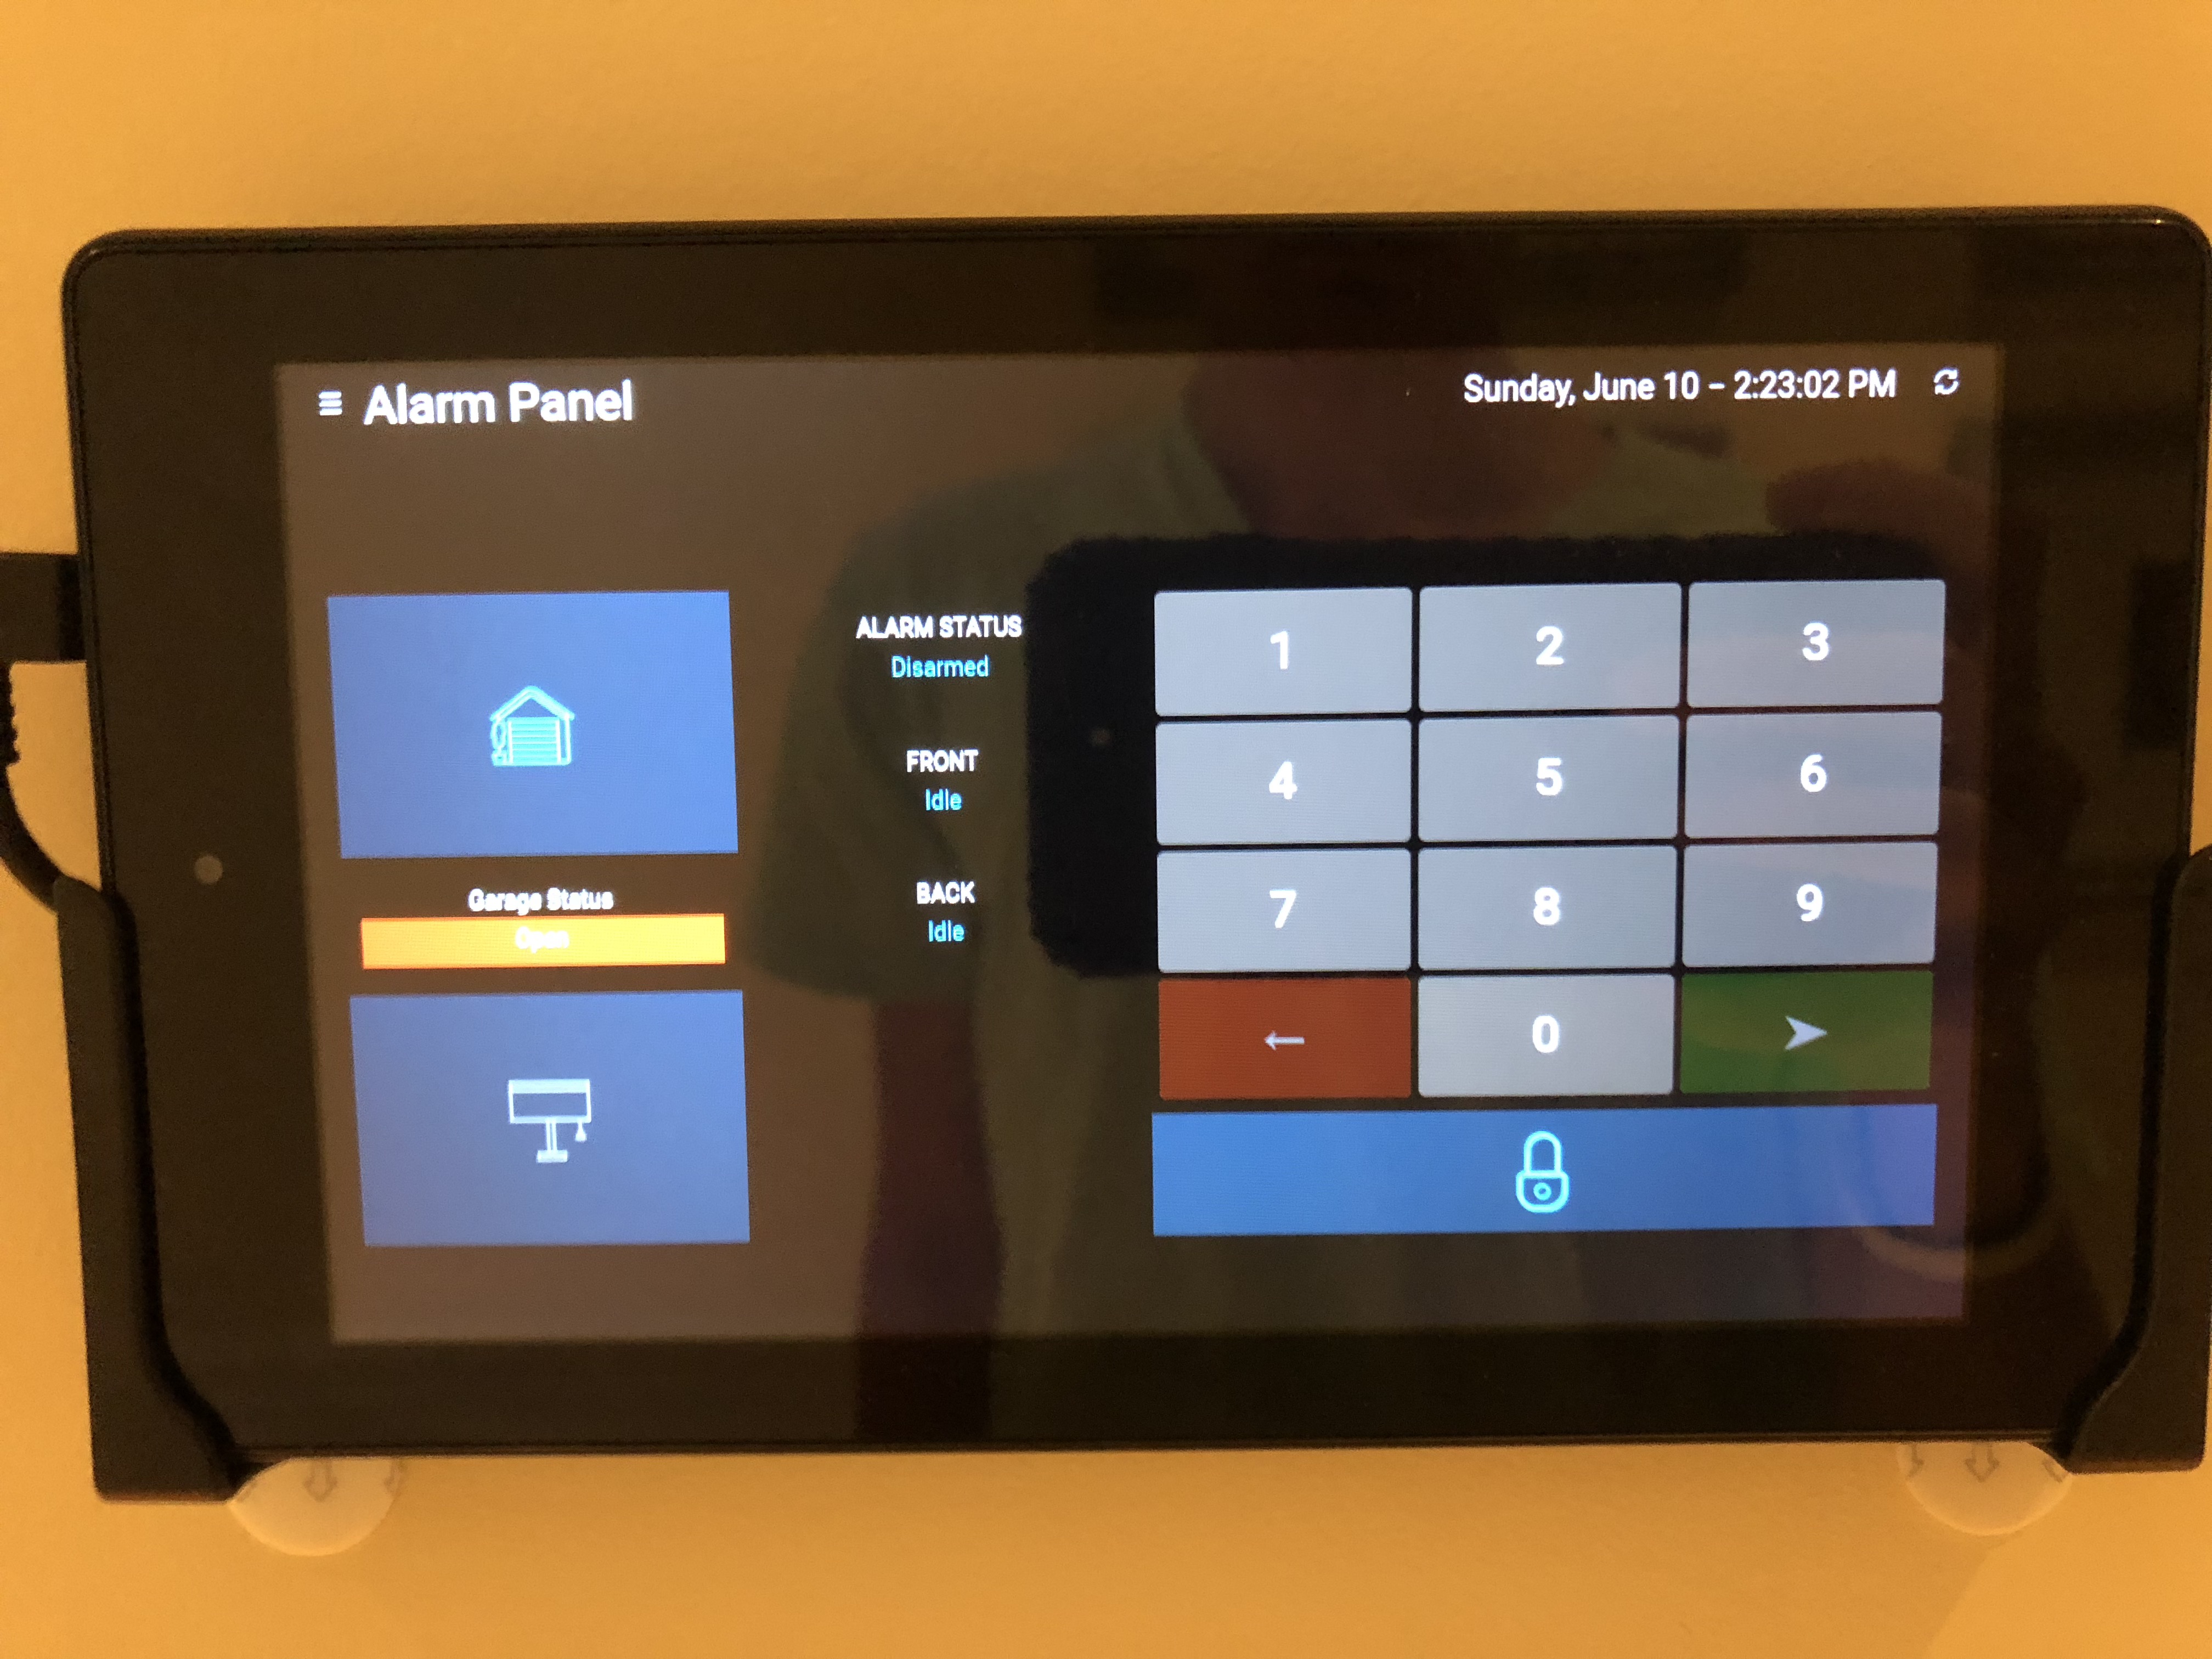 Alarm Panel
Sunday, June 10 - 2:23:02 PM
Garage Status
Open
ALARM STATUS
Disarmed
FRONT
Idle
BACK
Idle
1 2 3
4 5 6
7 8 9
← 0 ➤